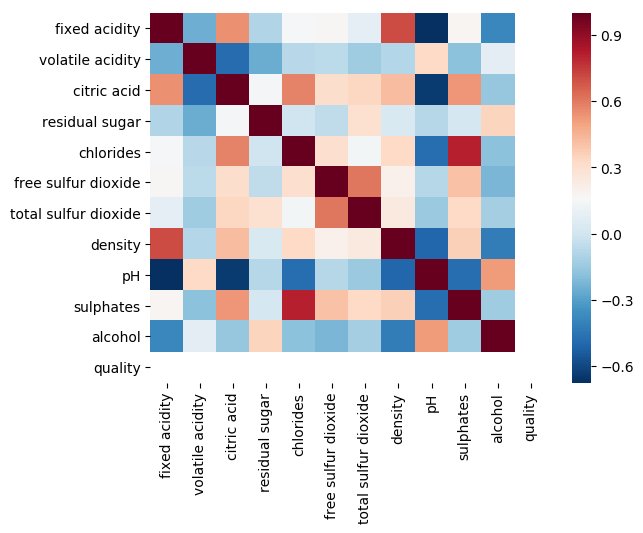 fixed acidity
volatile acidity
citric acid
residual sugar
chlorides
free sulfur dioxide
total sulfur dioxide
density
pH
sulphates
alcohol
quality
fixed acidity
volatile acidity
citric acid
residual sugar
chlorides
free sulfur dioxide
total sulfur dioxide
density
pH
sulphates
alcohol
quality
0.9
0.6
0.3
0.0
−0.3
−0.6